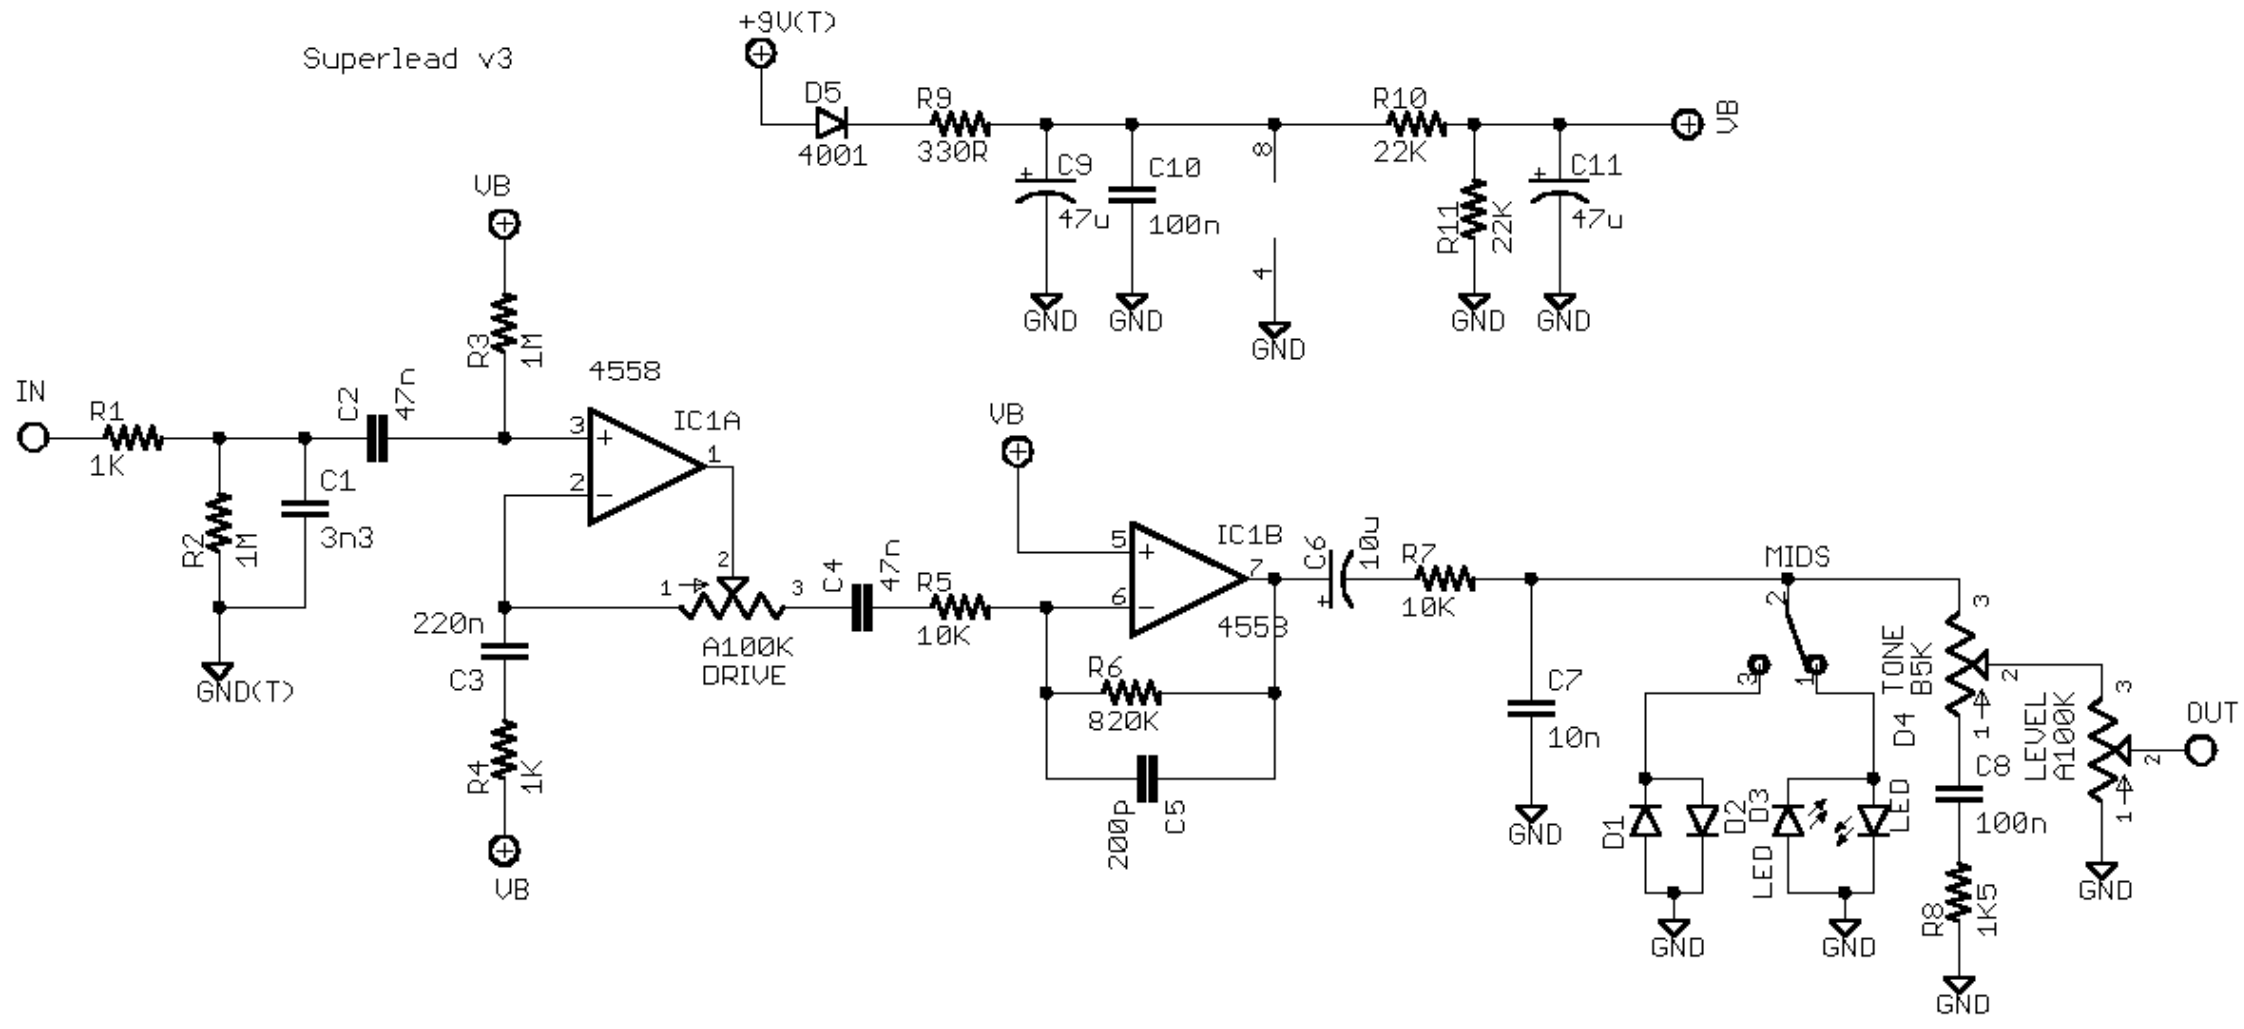 Superlead v3
+9V(T)
D5
4001
R9
330R
C9
+
47u
C10
100n
8
4
R10
22K
R11
22K
C11
+
47u
VB
GND
GND
GND
GND
GND
VB
R3
1M
IN
R1
1K
C2
47n
R2
1M
C1
3n3
GND(T)
4558
IC1A
3
+
2
-
1
220n
C3
R4
1K
VB
1
2
3
A100K
DRIVE
C4
47n
R5
10K
VB
5
+
6
-
7
IC1B
4558
R6
820K
200p
C5
C6
10u
+
R7
10K
C7
10n
GND
MIDS
2
3
1
D1
D2
GND
D3
LED
D4
LED
GND
TONE
B5K
3
2
1
C8
100n
R8
1K5
GND
LEVEL
A100K
3
2
1
GND
OUT